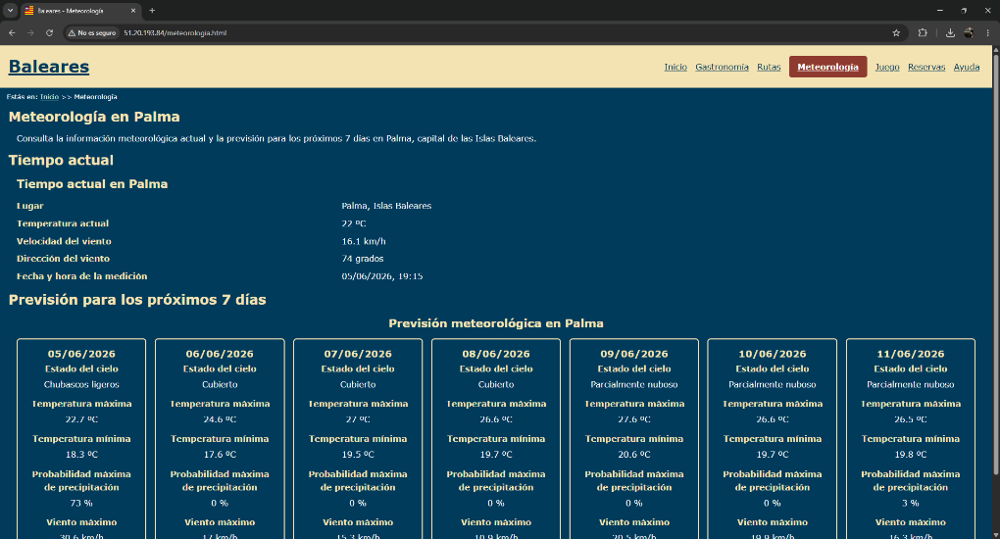 Baleares - Meteorología
No es seguro
51.20.193.84/meteorologia.html
Baleares
Inicio Gastronomía Rutas Meteorología Juego Reservas Ayuda
Estás en: Inicio >> Meteorología
Meteorología en Palma
Consulta la información meteorológica actual y la previsión para los próximos 7 días en Palma, capital de las Islas Baleares.
Tiempo actual
Tiempo actual en Palma
Lugar Palma, Islas Baleares
Temperatura actual 22 ºC
Velocidad del viento 16.1 km/h
Dirección del viento 74 grados
Fecha y hora de la medición 05/06/2026, 19:15
Previsión para los próximos 7 días
Previsión meteorológica en Palma
05/06/2026 06/06/2026 07/06/2026 08/06/2026 09/06/2026 10/06/2026 11/06/2026
Estado del cielo Estado del cielo Estado del cielo Estado del cielo Estado del cielo Estado del cielo Estado del cielo
Chubascos ligeros Cubierto Cubierto Cubierto Parcialmente nuboso Parcialmente nuboso Parcialmente nuboso
Temperatura máxima Temperatura máxima Temperatura máxima Temperatura máxima Temperatura máxima Temperatura máxima Temperatura máxima
22.7 ºC 24.6 ºC 27 ºC 26.6 ºC 27.6 ºC 26.6 ºC 26.5 ºC
Temperatura mínima Temperatura mínima Temperatura mínima Temperatura mínima Temperatura mínima Temperatura mínima Temperatura mínima
18.3 ºC 17.6 ºC 19.5 ºC 19.7 ºC 20.6 ºC 19.7 ºC 19.8 ºC
Probabilidad máxima Probabilidad máxima Probabilidad máxima Probabilidad máxima Probabilidad máxima Probabilidad máxima Probabilidad máxima
de precipitación de precipitación de precipitación de precipitación de precipitación de precipitación de precipitación
73 % 0 % 0 % 0 % 0 % 0 % 3 %
Viento máximo Viento máximo Viento máximo Viento máximo Viento máximo Viento máximo Viento máximo
30.6 km/h 17 km/h 15.3 km/h 10.9 km/h 20.5 km/h 19.9 km/h 16.3 km/h